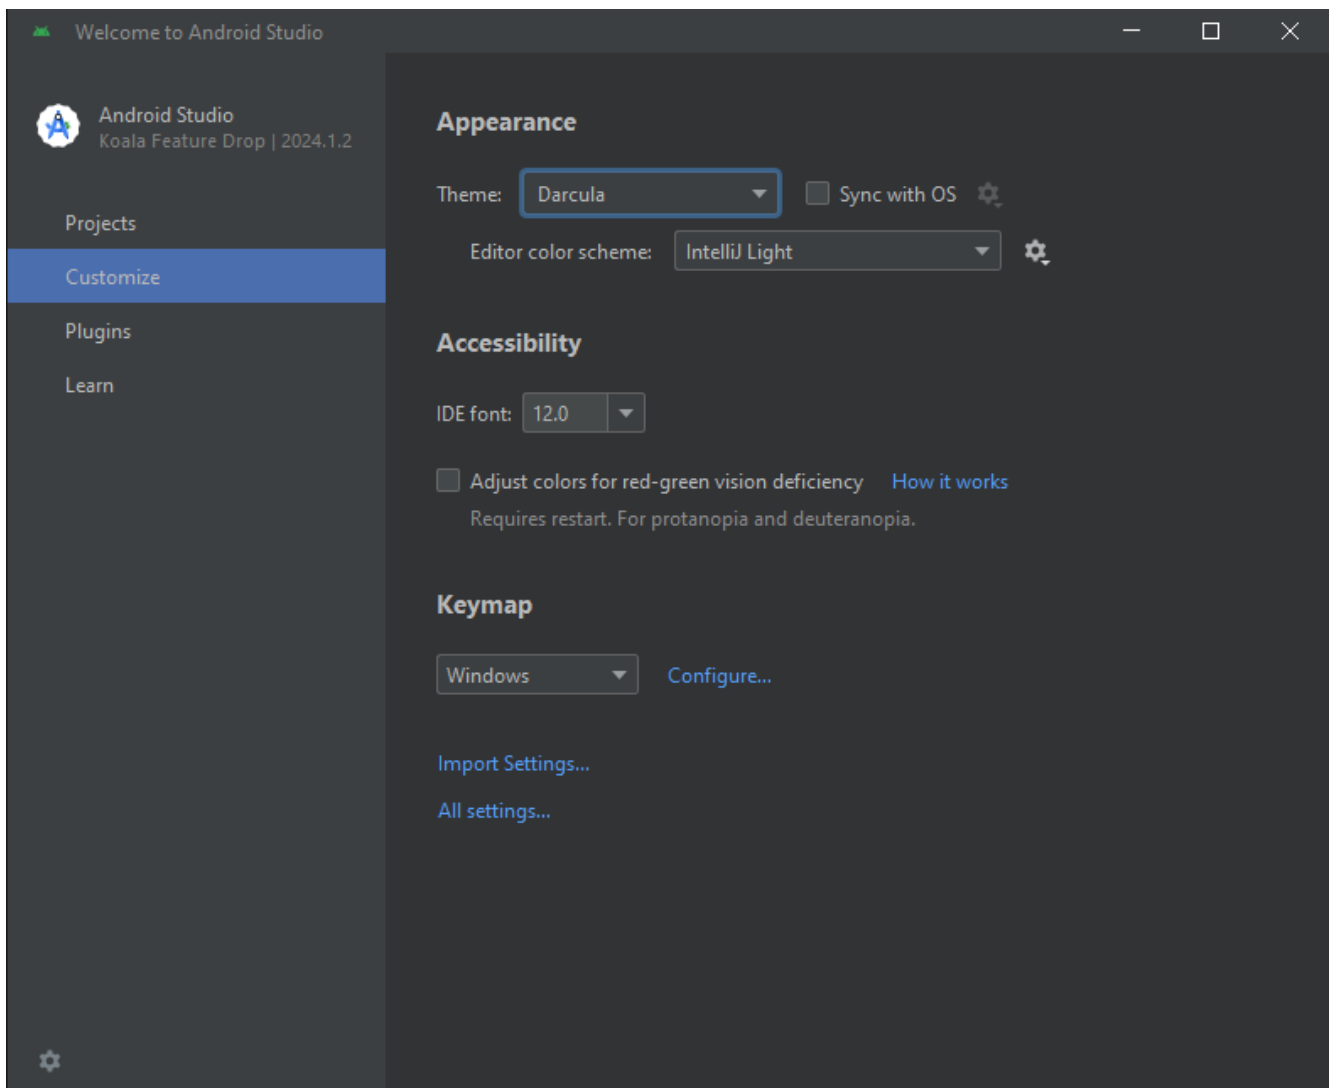 Welcome to Android Studio
Android Studio
Koala Feature Drop | 2024.1.2
Projects
Customize
Plugins
Learn
Appearance
Theme: Darcula Sync with OS
Editor color scheme: IntelliJ Light
Accessibility
IDE font: 12.0
Adjust colors for red-green vision deficiency How it works
Requires restart. For protanopia and deuteranopia.
Keymap
Windows Configure...
Import Settings...
All settings...